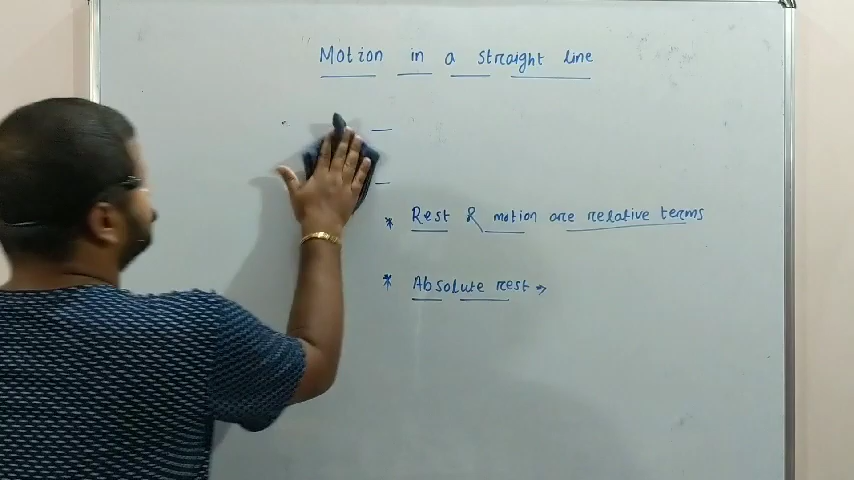 Motion in a straight line
* Rest & motion are relative terms
* Absolute rest →